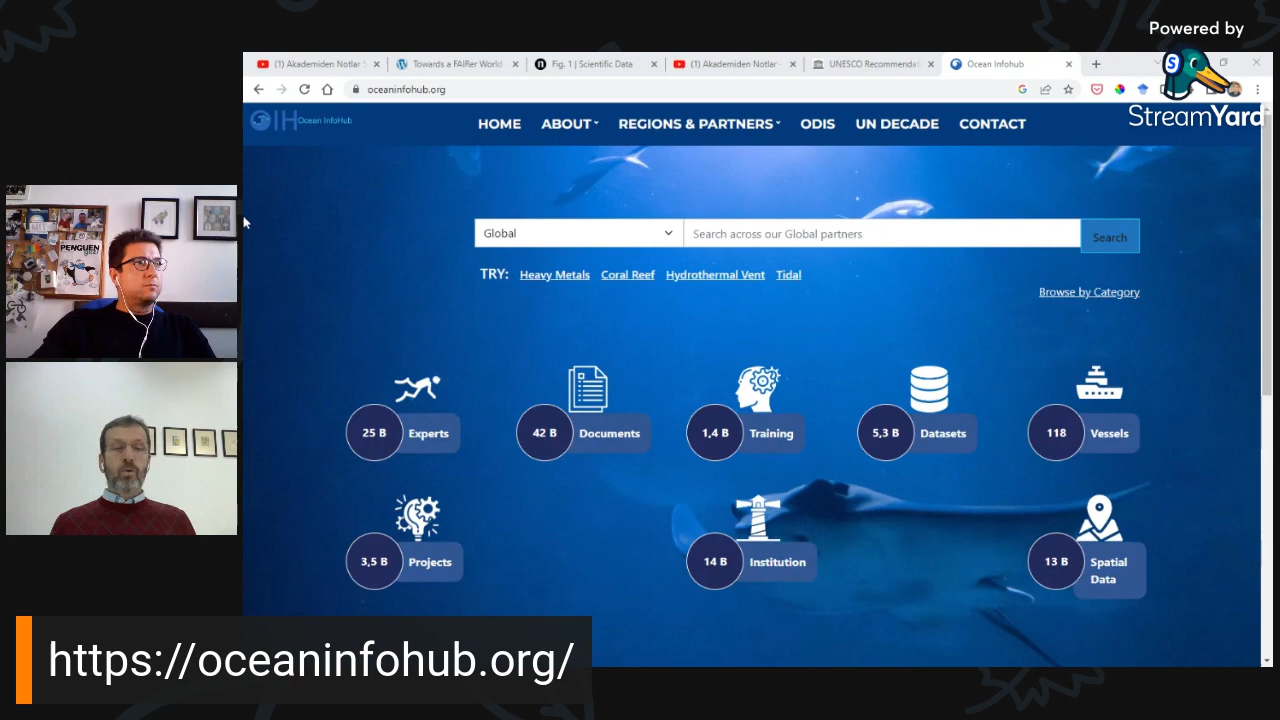 Powered by
StreamYard
(1) Akademiden Notlar S
Towards a FAIRer World
Fig. 1 | Scientific Data
(1) Akademiden Notlar -
UNESCO Recommendati
Ocean Infohub
oceaninfohub.org
OIH Ocean InfoHub
HOME ABOUT REGIONS & PARTNERS ODIS UN DECADE CONTACT
Global
Search across our Global partners
Search
TRY: Heavy Metals Coral Reef Hydrothermal Vent Tidal
Browse by Category
25 B Experts
42 B Documents
1,4 B Training
5,3 B Datasets
118 Vessels
3,5 B Projects
14 B Institution
13 B Spatial
Data
MIT
PENGUEN
https://oceaninfohub.org/